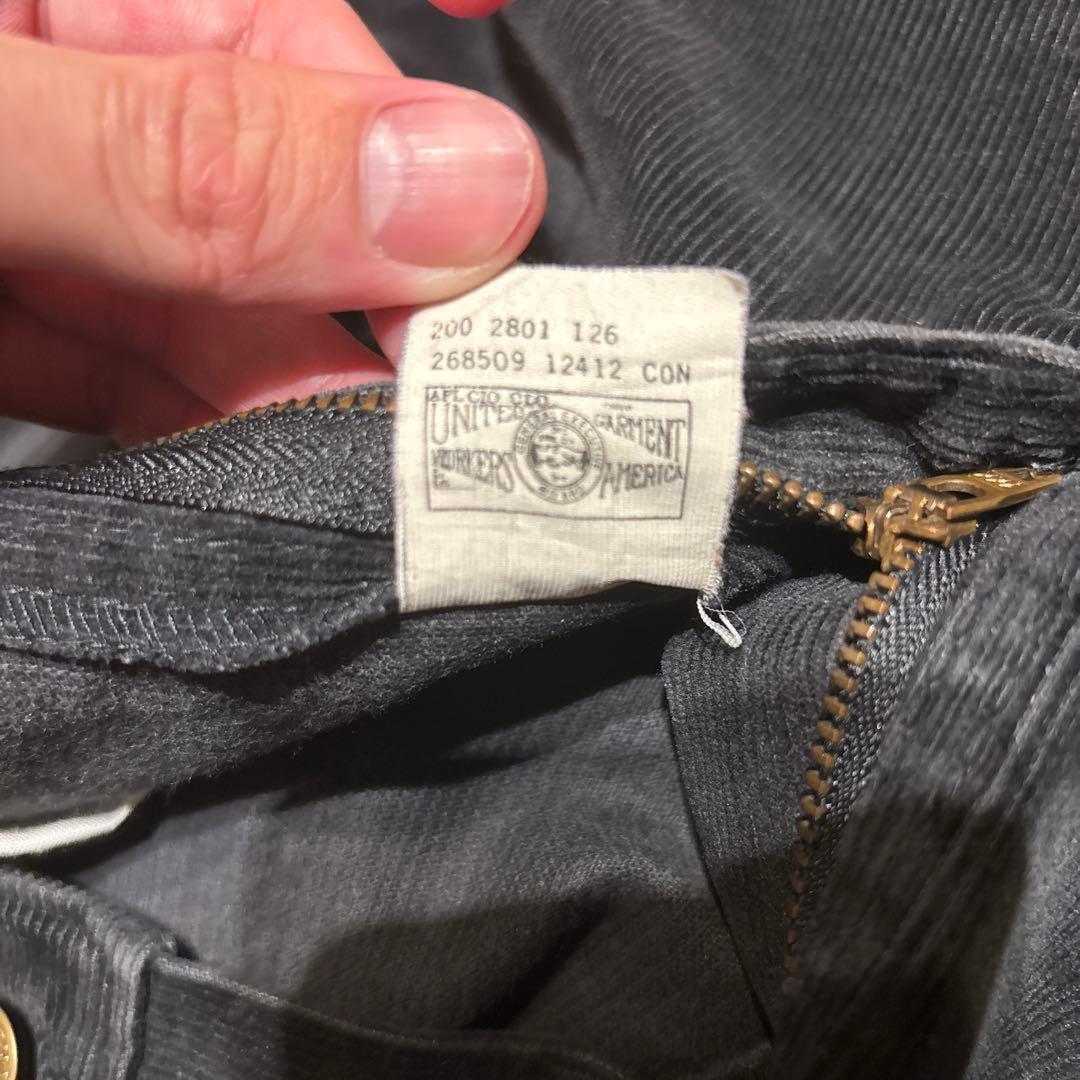 200 2801 126
268509 12412 CON
AFL CIO CLC
UNITED GARMENT
WORKERS AMERICA